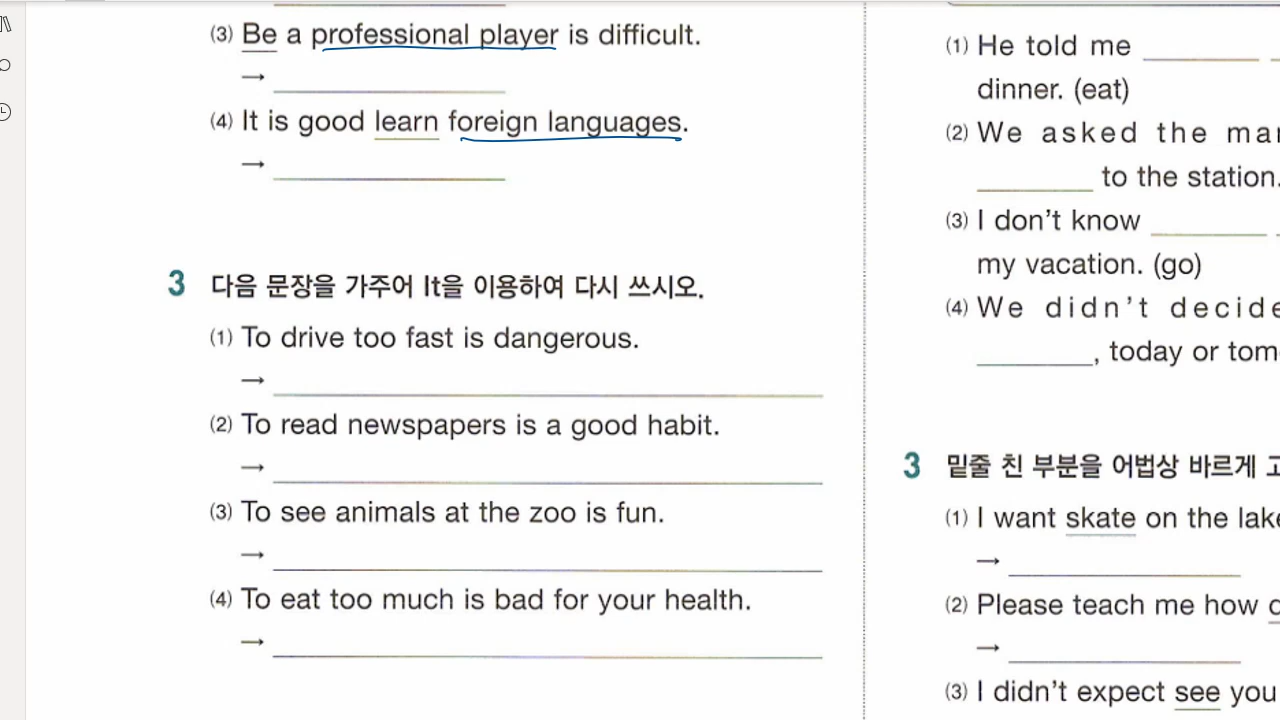 (3) Be a professional player is difficult.
→
(4) It is good learn foreign languages.
→
3 다음 문장을 가주어 It을 이용하여 다시 쓰시오.
(1) To drive too fast is dangerous.
→
(2) To read newspapers is a good habit.
→
(3) To see animals at the zoo is fun.
→
(4) To eat too much is bad for your health.
→
(1) He told me
dinner. (eat)
(2) We asked the
to the station.
(3) I don't know
my vacation. (go)
(4) We didn't decide
, today or
3 밑줄 친 부분을 어법상 바르게
(1) I want skate on the lake
→
(2) Please teach me how
→
(3) I didn't expect see you